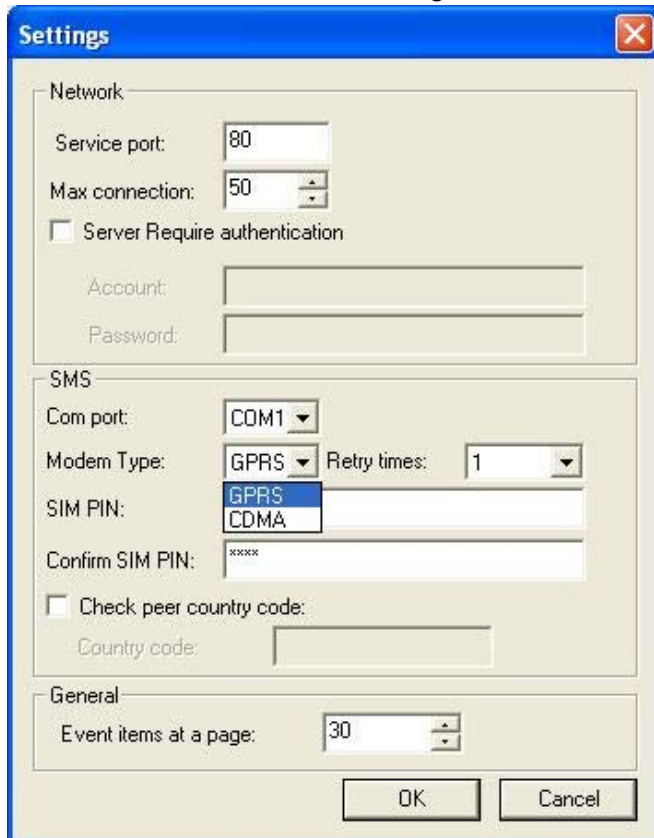 Settings
Network
Service port: 80
Max connection: 50
Server Require authentication
Account:
Password:
SMS
Com port: COM1
Modem Type: GPRS Retry times: 1
GPRS
SIM PIN:
CDMA
Confirm SIM PIN: ****
Check peer country code:
Country code:
General
Event items at a page: 30
OK Cancel